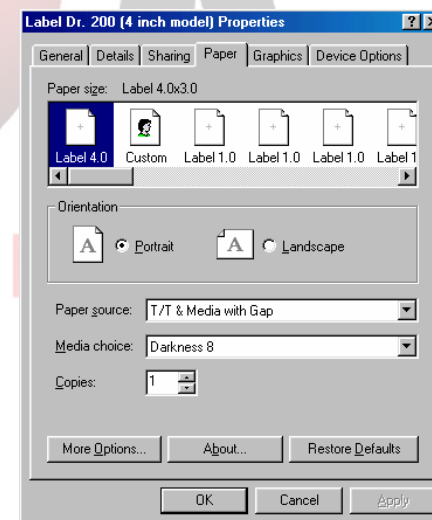 Label Dr. 200 (4 inch model) Properties
General Details Sharing Paper Graphics Device Options
Paper size: Label 4.0x3.0
Label 4.0 Custom Label 1.0 Label 1.0 Label 1.0 Label 1
Orientation
A Portrait A Landscape
Paper source: T/T & Media with Gap
Media choice: Darkness 8
Copies: 1
More Options... About... Restore Defaults
OK Cancel Apply